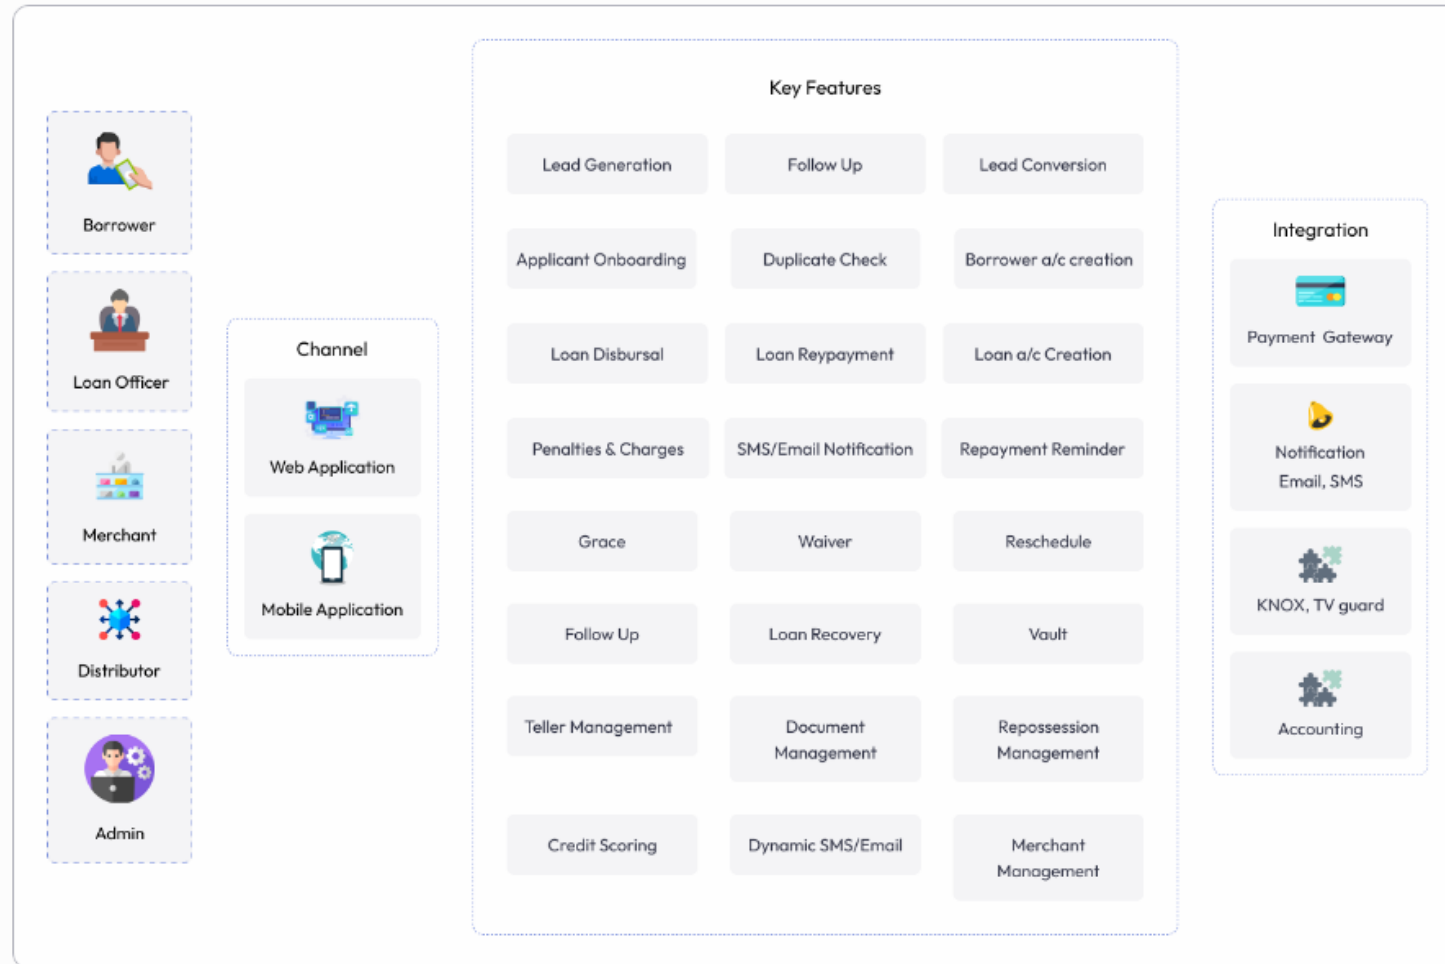 Borrower
Loan Officer
Merchant
Distributor
Admin
Channel
Web Application
Mobile Application
Key Features
Lead Generation
Follow Up
Lead Conversion
Applicant Onboarding
Duplicate Check
Borrower a/c creation
Loan Disbursal
Loan Reypayment
Loan a/c Creation
Penalties & Charges
SMS/Email Notification
Repayment Reminder
Grace
Waiver
Reschedule
Follow Up
Loan Recovery
Vault
Teller Management
Document
Management
Repossession
Management
Credit Scoring
Dynamic SMS/Email
Merchant
Management
Integration
Payment Gateway
Notification
Email, SMS
KNOX, TV guard
Accounting